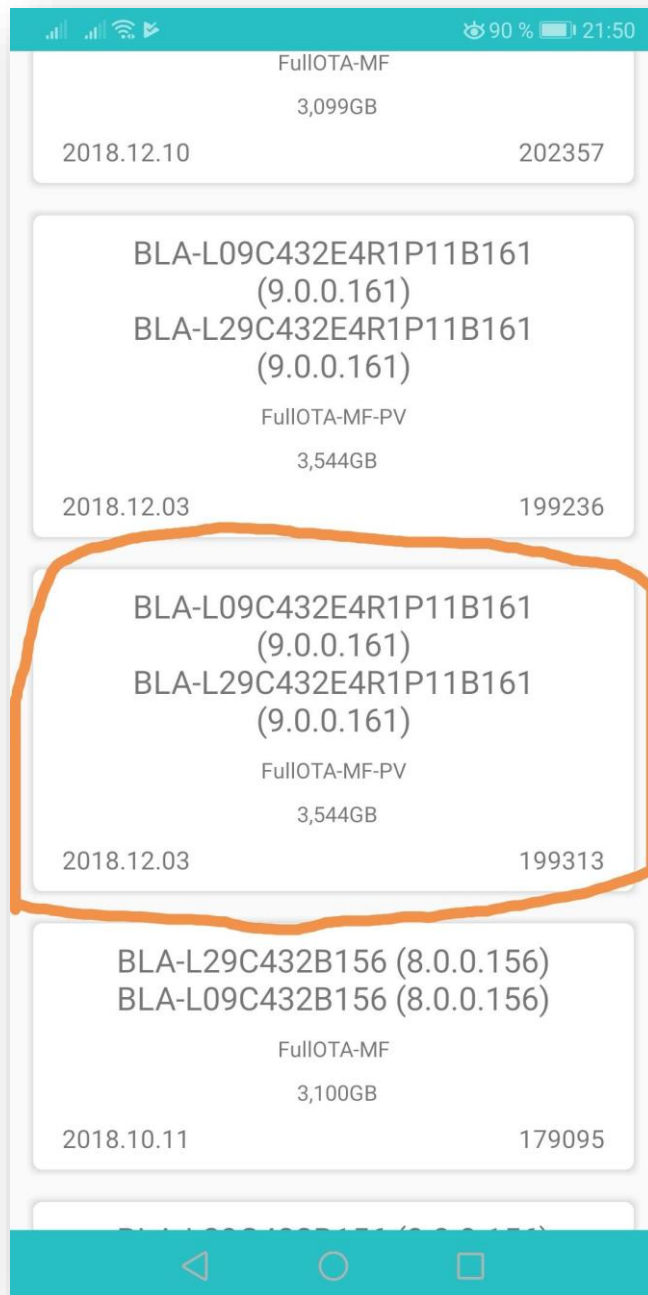 90 % 21:50
FullOTA-MF
3,099GB
2018.12.10 202357
BLA-L09C432E4R1P11B161
(9.0.0.161)
BLA-L29C432E4R1P11B161
(9.0.0.161)
FullOTA-MF-PV
3,544GB
2018.12.03 199236
BLA-L09C432E4R1P11B161
(9.0.0.161)
BLA-L29C432E4R1P11B161
(9.0.0.161)
FullOTA-MF-PV
3,544GB
2018.12.03 199313
BLA-L29C432B156 (8.0.0.156)
BLA-L09C432B156 (8.0.0.156)
FullOTA-MF
3,100GB
2018.10.11 179095